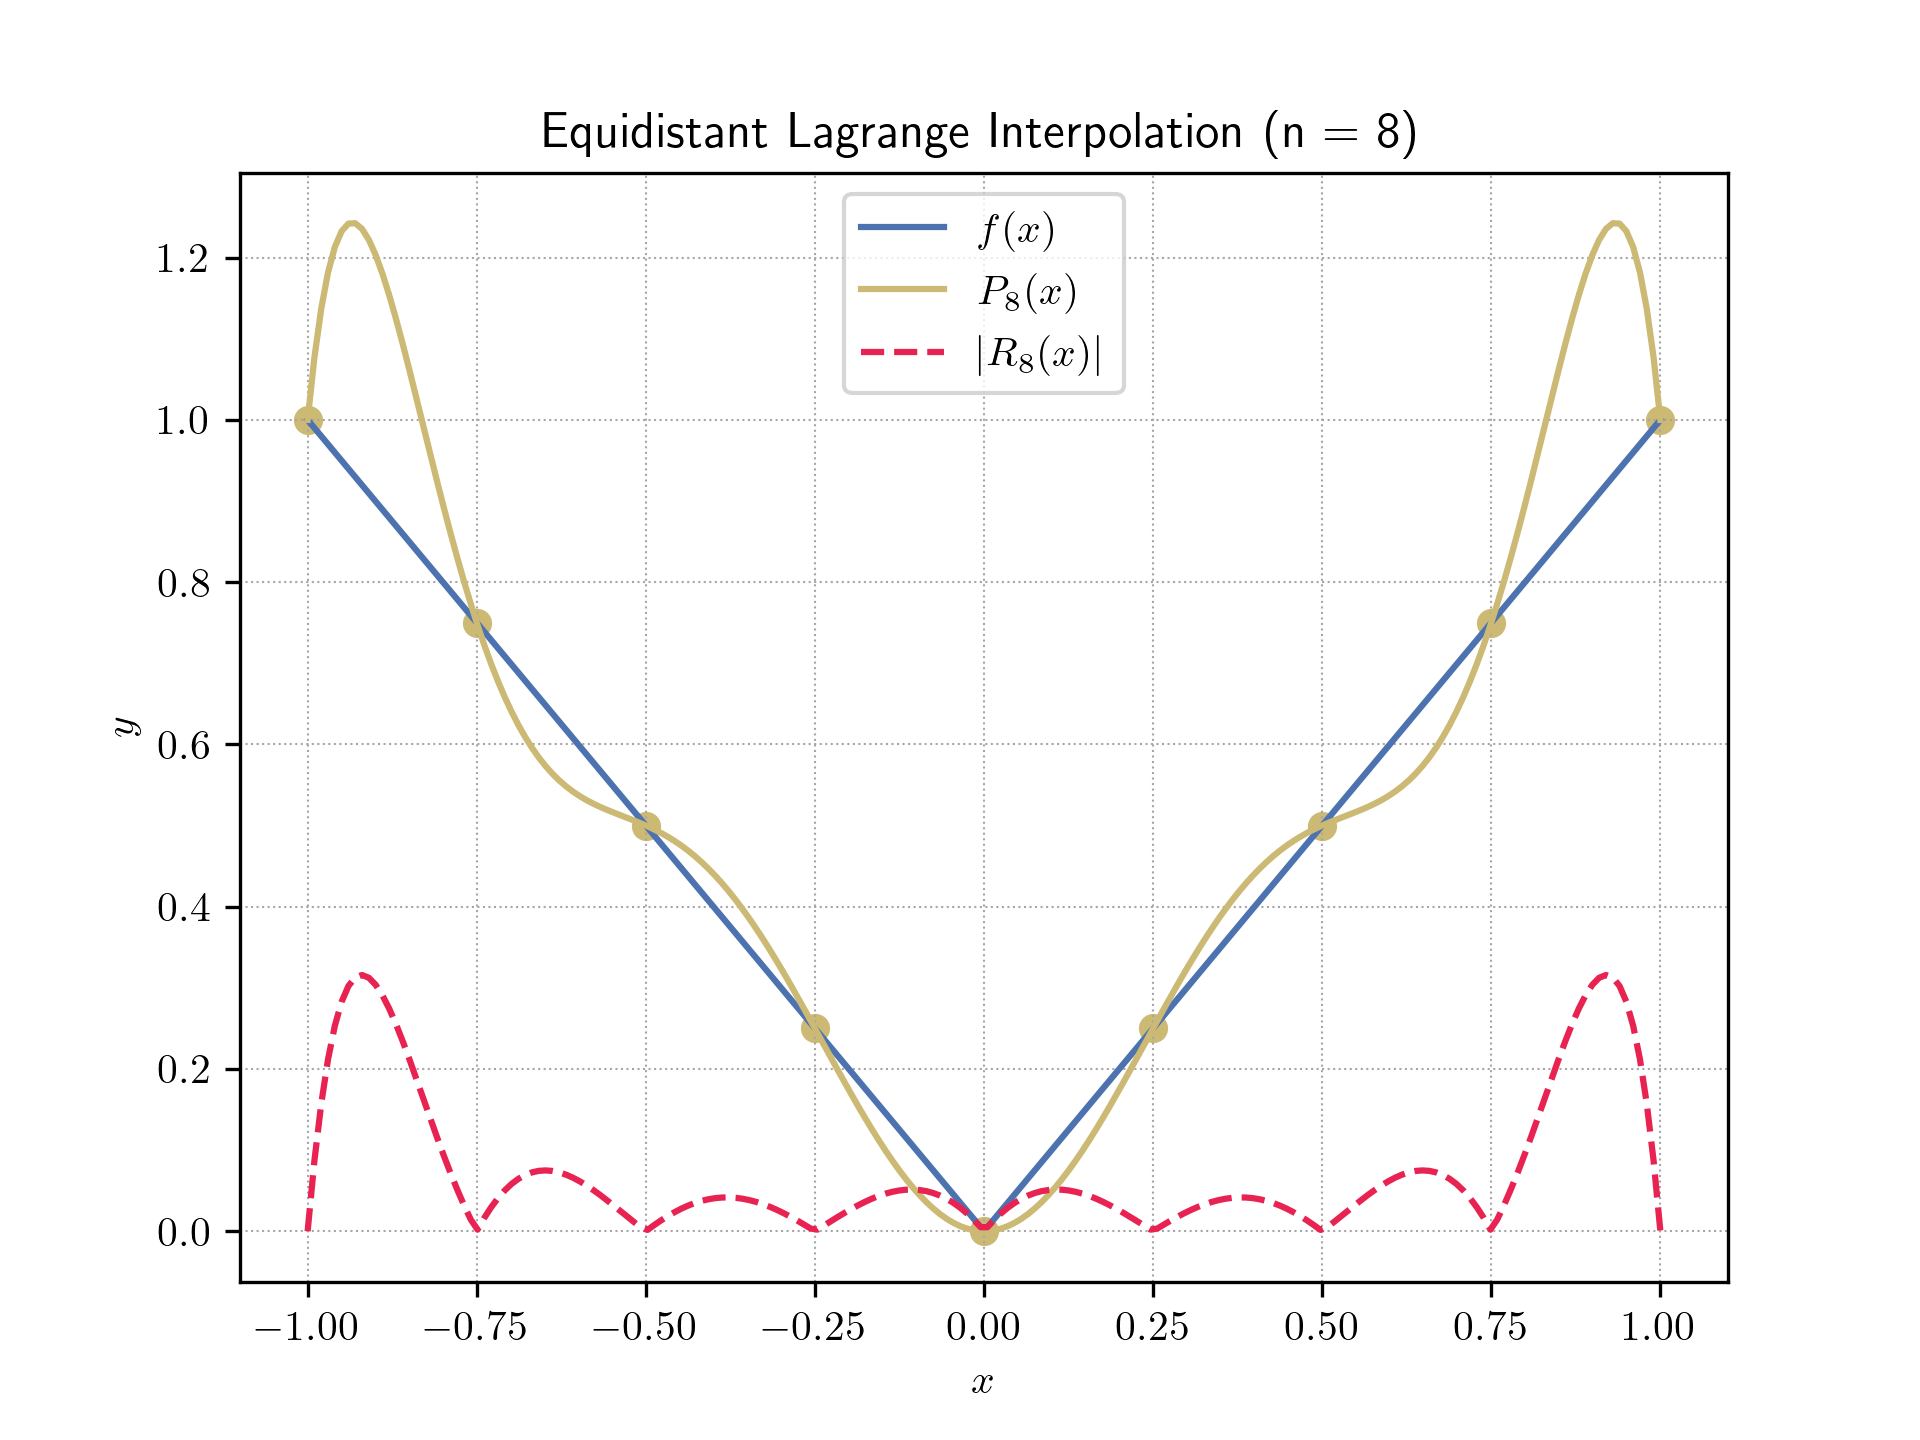 Equidistant Lagrange Interpolation (n = 8)
f(x)
P₈(x)
|R₈(x)|
1.2
1.0
0.8
0.6
0.4
0.2
0.0
y
−1.00 −0.75 −0.50 −0.25 0.00 0.25 0.50 0.75 1.00
x